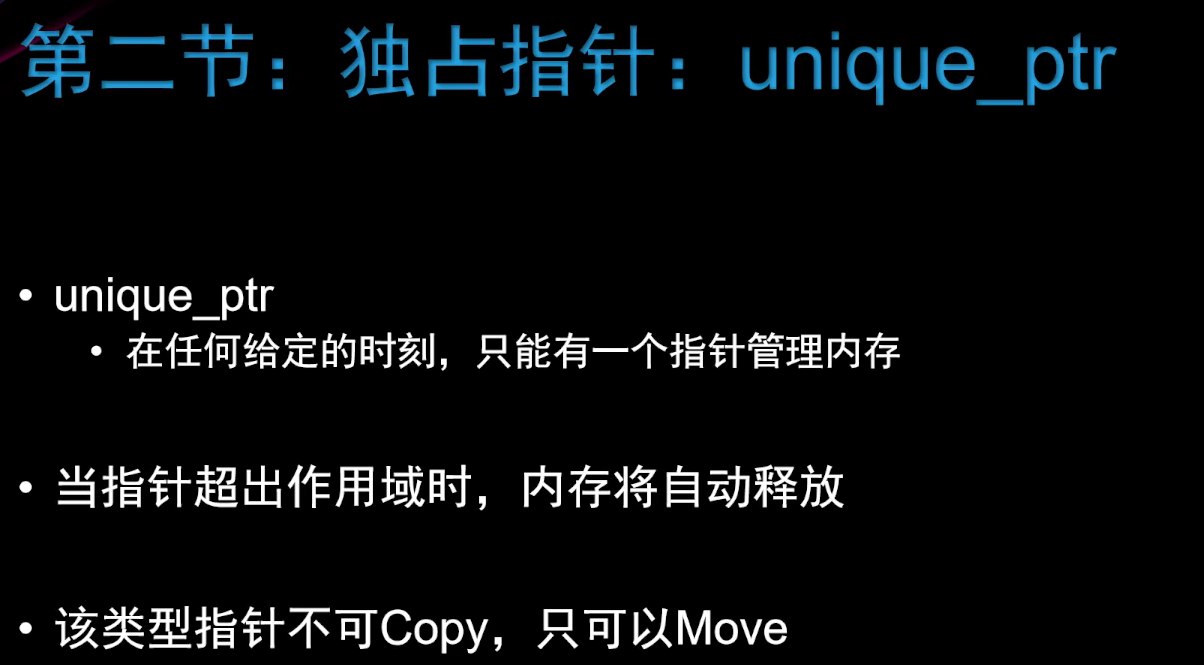 第二节：独占指针：unique_ptr
• unique_ptr
• 在任何给定的时刻，只能有一个指针管理内存
• 当指针超出作用域时，内存将自动释放
• 该类型指针不可Copy，只可以Move